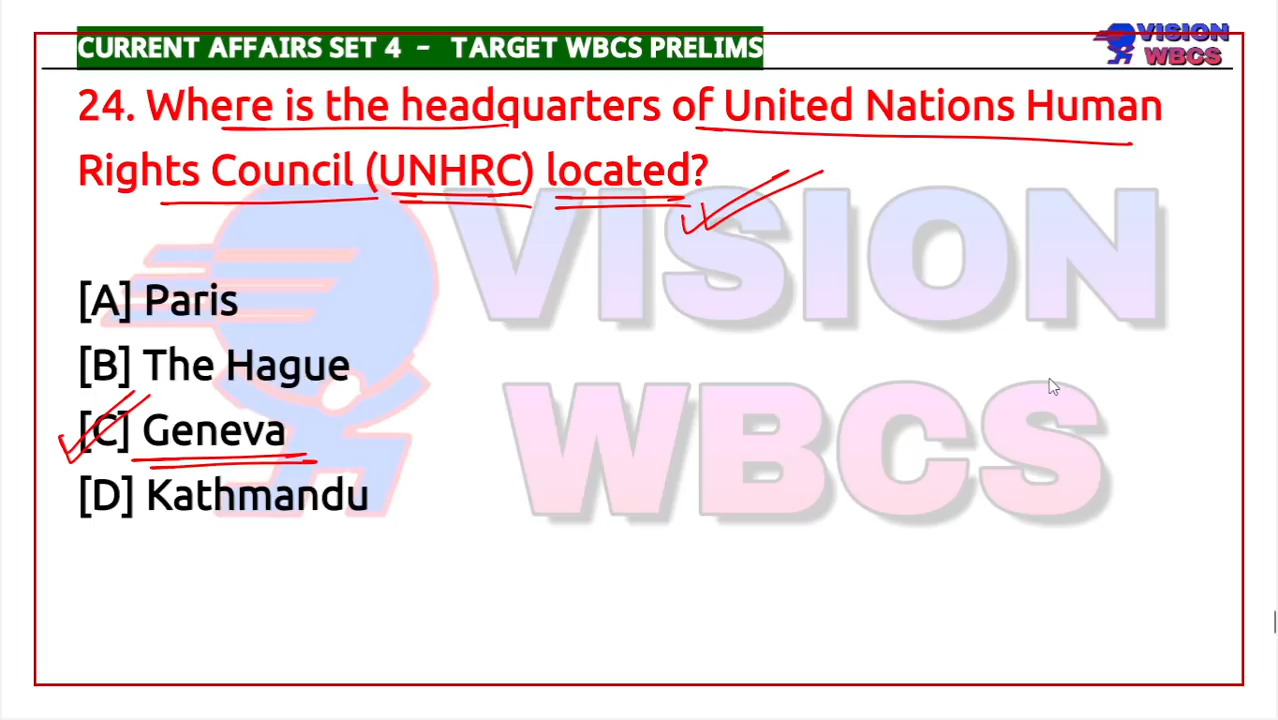 CURRENT AFFAIRS SET 4 - TARGET WBCS PRELIMS
VISION
WBCS
24. Where is the headquarters of United Nations Human
Rights Council (UNHRC) located?
[A] Paris
[B] The Hague
[C] Geneva
[D] Kathmandu
VISION
WBCS